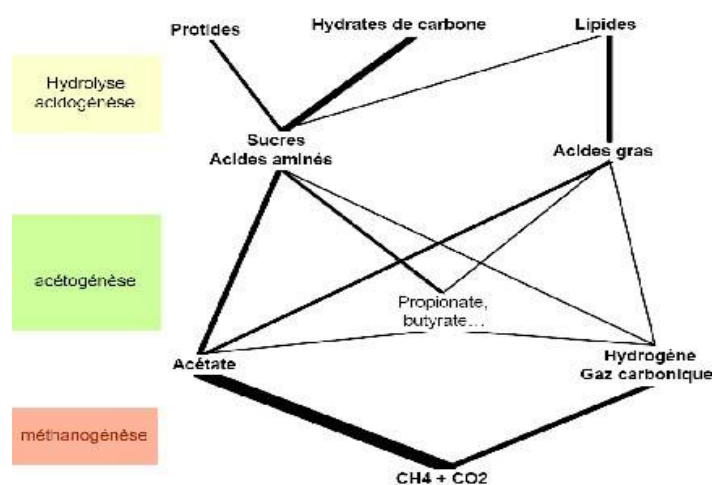 Protides
Hydrates de carbone
Lipides
Hydrolyse
acidogénèse
Sucres
Acides aminés
Acides gras
acétogénèse
Propionate,
butyrate...
Acétate
Hydrogène
Gaz carbonique
méthanogénèse
CH4 + CO2